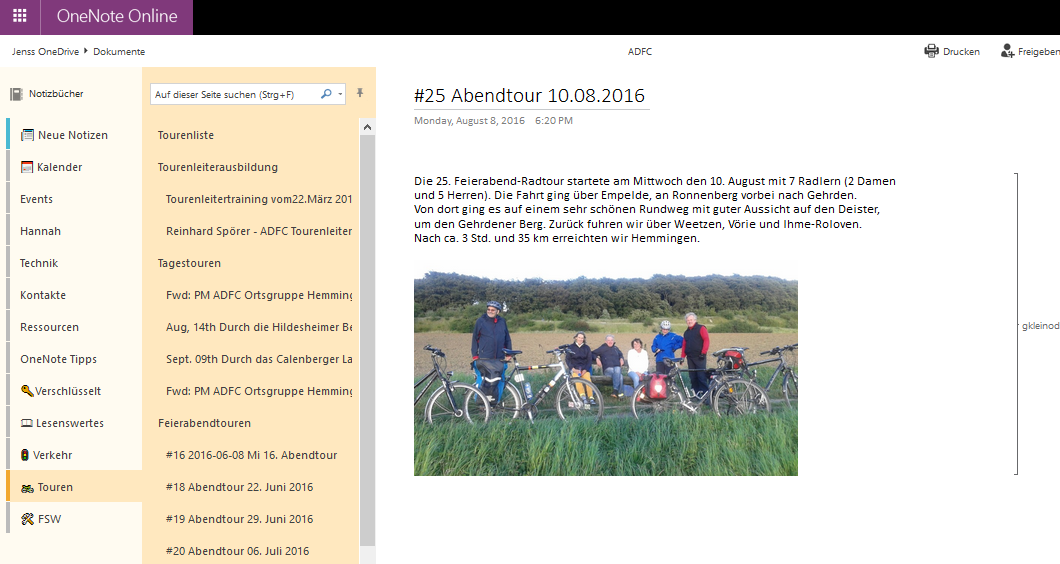 OneNote Online
Jenss OneDrive Dokumente
ADFC
Drucken
Freigeben
Notizbücher
Neue Notizen
Kalender
Events
Hannah
Technik
Kontakte
Ressourcen
OneNote Tipps
Verschlüsselt
Lesenswertes
Verkehr
Touren
FSW
Auf dieser Seite suchen (Strg+F)
Tourenliste
Tourenleiterausbildung
Tourenleitertraining vom22.März 201
Reinhard Spörer - ADFC Tourenleiter
Tagestouren
Fwd: PM ADFC Ortsgruppe Hemming
Aug, 14th Durch die Hildesheimer Be
Sept. 09th Durch das Calenberger La
Fwd: PM ADFC Ortsgruppe Hemming
Feierabendtouren
#16 2016-06-08 Mi 16. Abendtour
#18 Abendtour 22. Juni 2016
#19 Abendtour 29. Juni 2016
#20 Abendtour 06. Juli 2016
#25 Abendtour 10.08.2016
Monday, August 8, 2016 6:20 PM
Die 25. Feierabend-Radtour startete am Mittwoch den 10. August mit 7 Radlern (2 Damen
und 5 Herren). Die Fahrt ging über Empelde, an Ronnenberg vorbei nach Gehrden.
Von dort ging es auf einem sehr schönen Rundweg mit guter Aussicht auf den Deister,
um den Gehrdener Berg. Zurück fuhren wir über Weetzen, Vörie und Ihme-Roloven.
Nach ca. 3 Std. und 35 km erreichten wir Hemmingen.
gkleinod